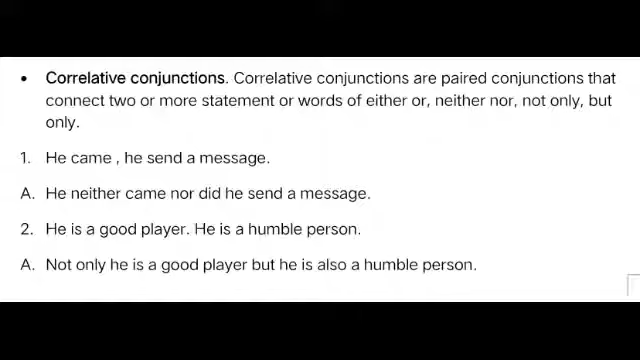 • Correlative conjunctions. Correlative conjunctions are paired conjunctions that
connect two or more statement or words of either or, neither nor, not only, but
only.
1. He came , he send a message.
A. He neither came nor did he send a message.
2. He is a good player. He is a humble person.
A. Not only he is a good player but he is also a humble person.